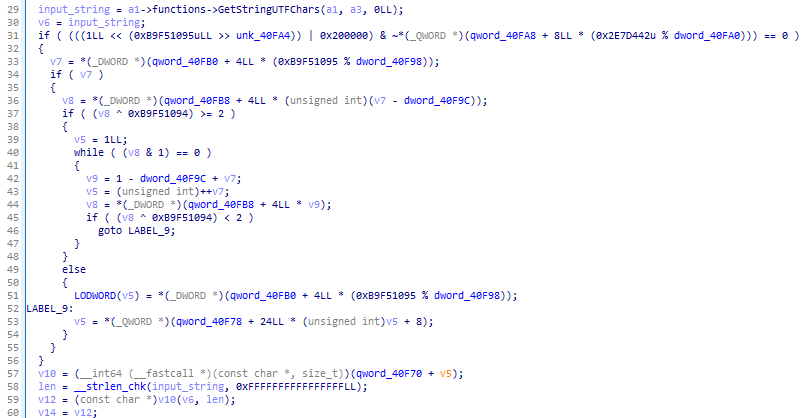 29 input_string = a1->functions->GetStringUTFChars(a1, a3, 0LL);
30 v6 = input_string;
31 if ( (((1LL << (0xB9F51095uLL >> unk_40FA4)) | 0x200000) & ~*(_QWORD *)(qword_40FA8 + 8LL * (0x2E7D442u % dword_40FA0))) == 0 )
32 {
33 v7 = *(_DWORD *)(qword_40FB0 + 4LL * (0xB9F51095 % dword_40F98));
34 if ( v7 )
35 {
36 v8 = *(_DWORD *)(qword_40FB8 + 4LL * (unsigned int)(v7 - dword_40F9C));
37 if ( (v8 ^ 0xB9F51094) >= 2 )
38 {
39 v5 = 1LL;
40 while ( (v8 & 1) == 0 )
41 {
42 v9 = 1 - dword_40F9C + v7;
43 v5 = (unsigned int)++v7;
44 v8 = *(_DWORD *)(qword_40FB8 + 4LL * v9);
45 if ( (v8 ^ 0xB9F51094) < 2 )
46 goto LABEL_9;
47 }
48 }
49 else
50 {
51 LODWORD(v5) = *(_DWORD *)(qword_40FB0 + 4LL * (0xB9F51095 % dword_40F98));
52 LABEL_9:
53 v5 = *(_QWORD *)(qword_40F78 + 24LL * (unsigned int)v5 + 8);
54 }
55 }
56 }
57 v10 = (__int64 (__fastcall *)(const char *, size_t))(qword_40F70 + v5);
58 len = __strlen_chk(input_string, 0xFFFFFFFFFFFFFFFFLL);
59 v12 = (const char *)v10(v6, len);
60 v14 = v12;